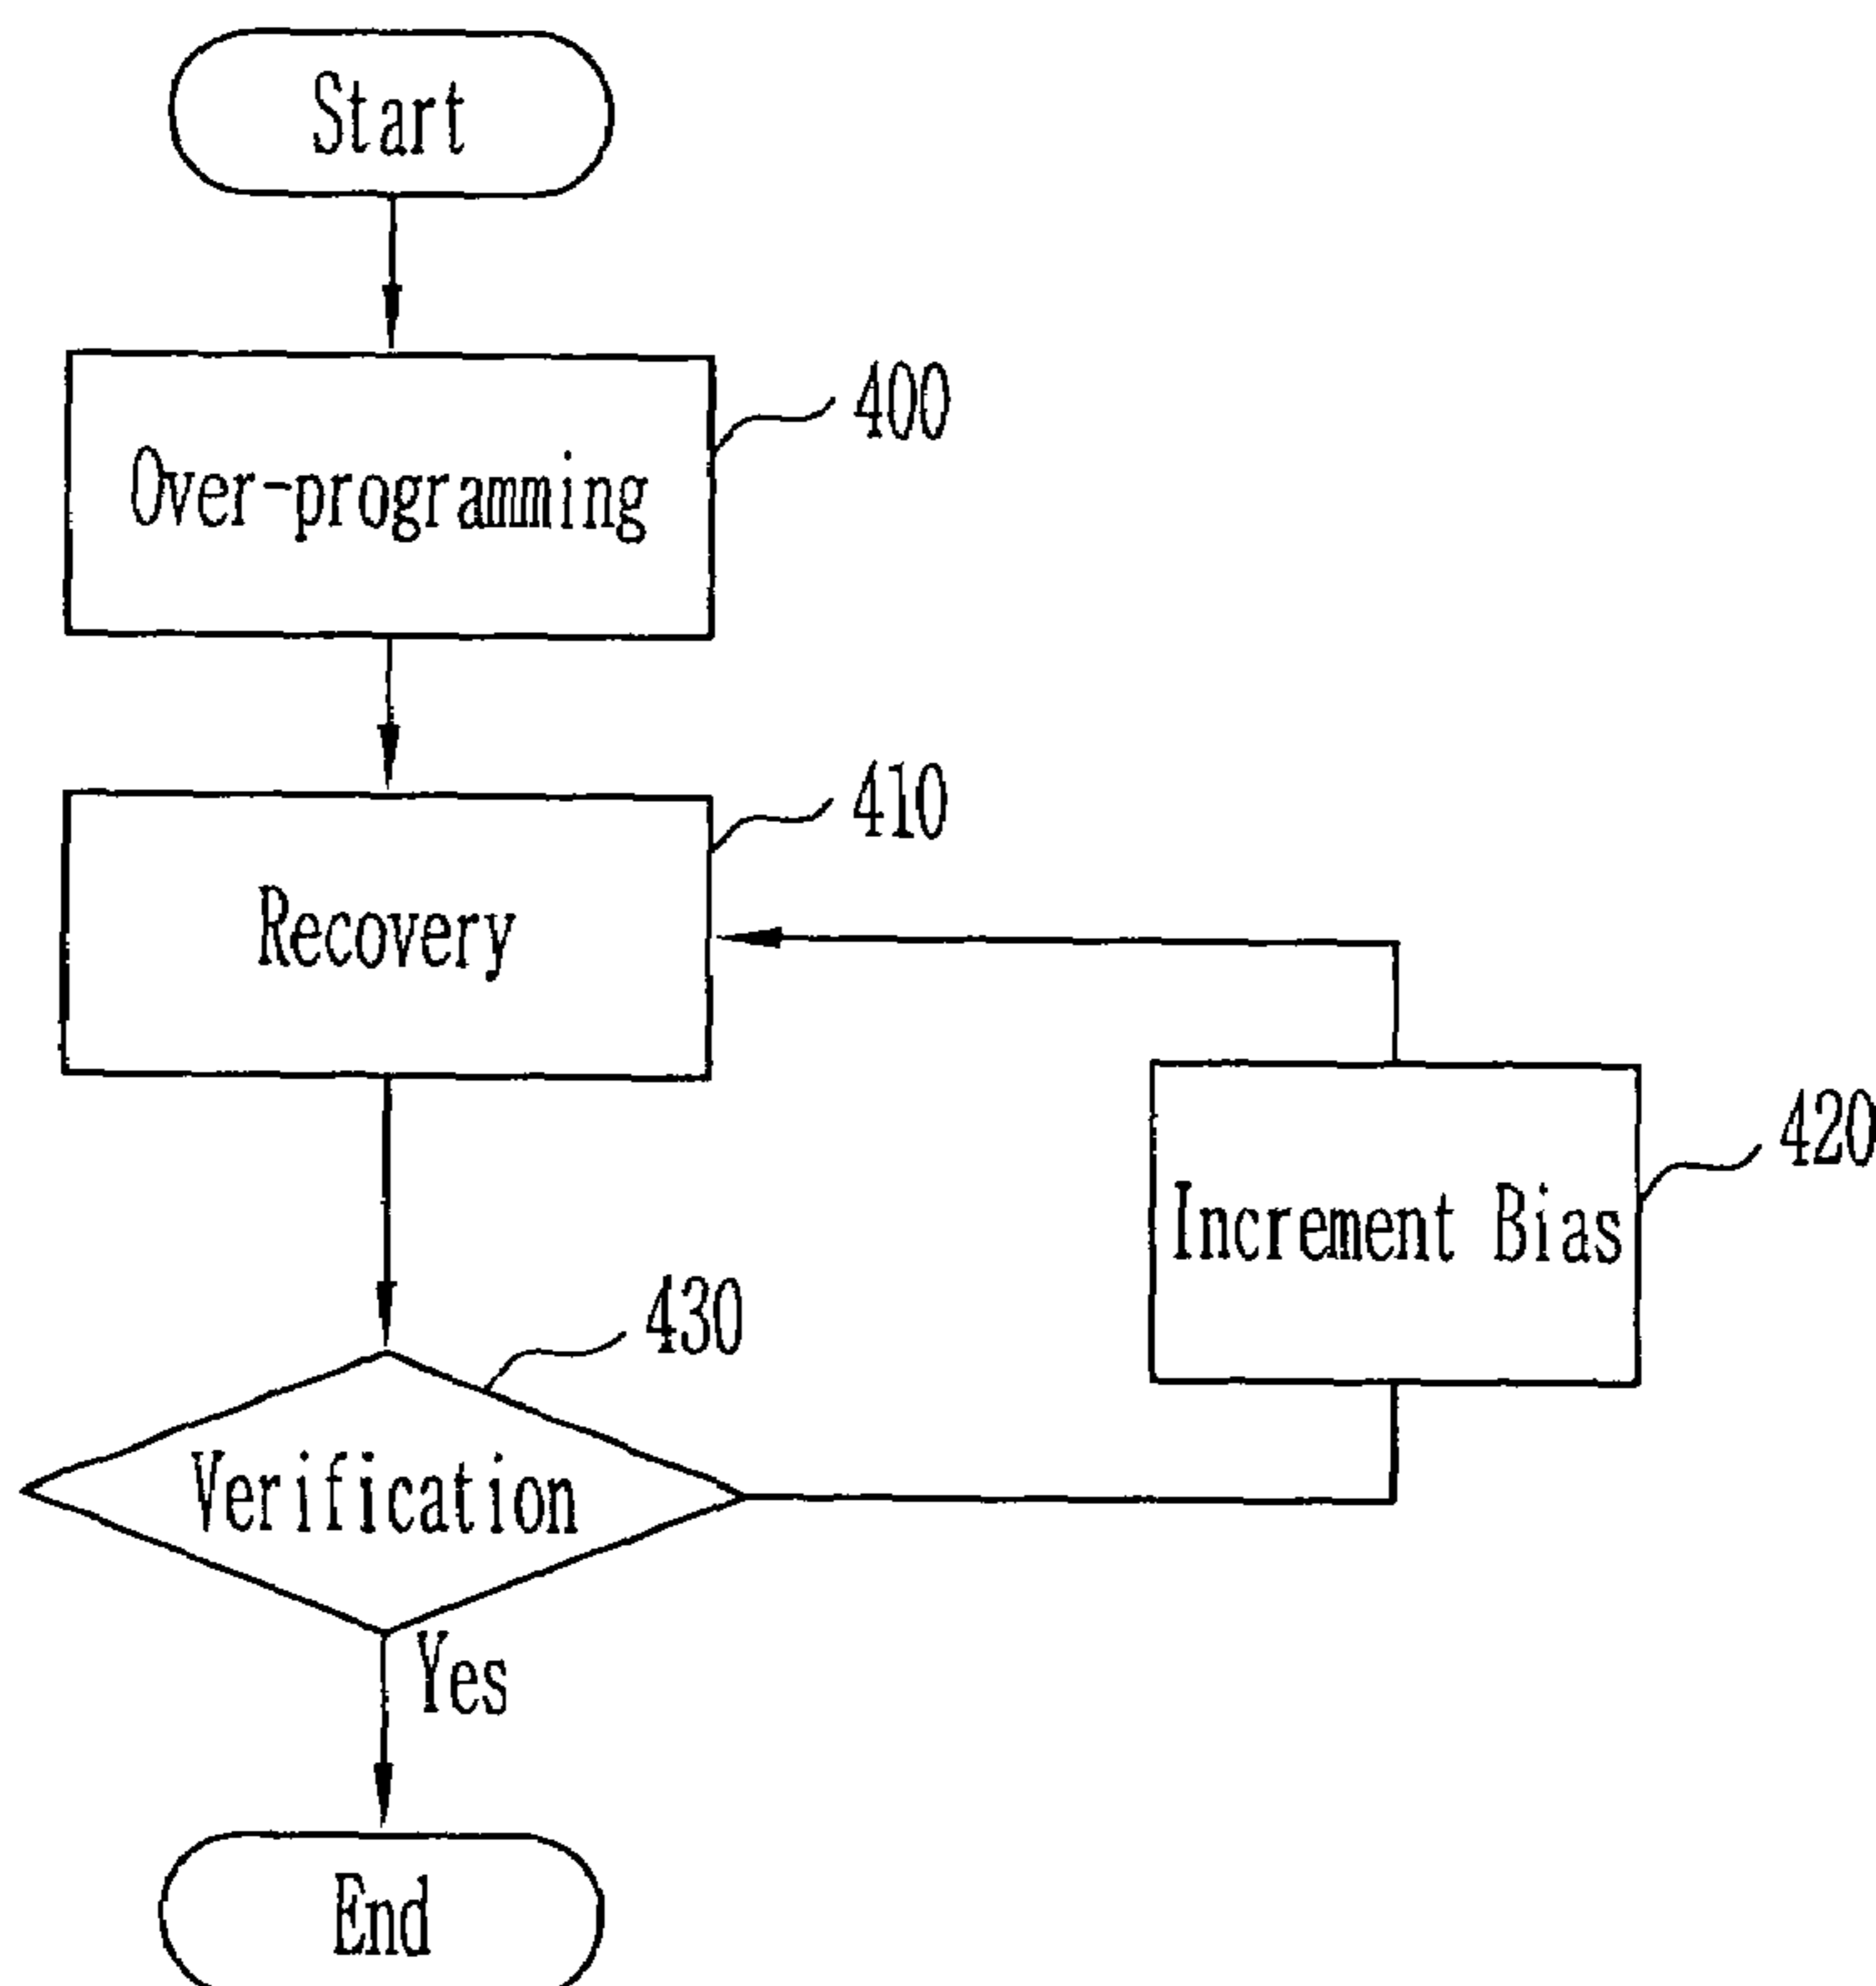 Start
400
Over-programming
410
Recovery
420
Increment Bias
430
Verification
Yes
End